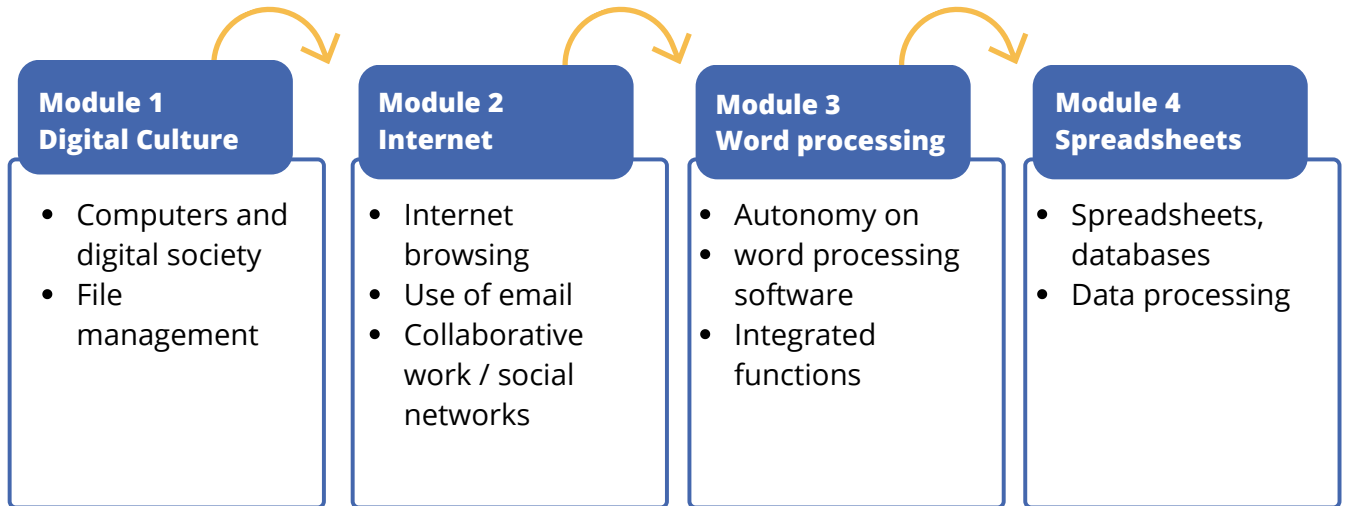 Module 1
Digital Culture
• Computers and
digital society
• File
management
Module 2
Internet
• Internet
browsing
• Use of email
• Collaborative
work / social
networks
Module 3
Word processing
• Autonomy on
• word processing
software
• Integrated
functions
Module 4
Spreadsheets
• Spreadsheets,
databases
• Data processing